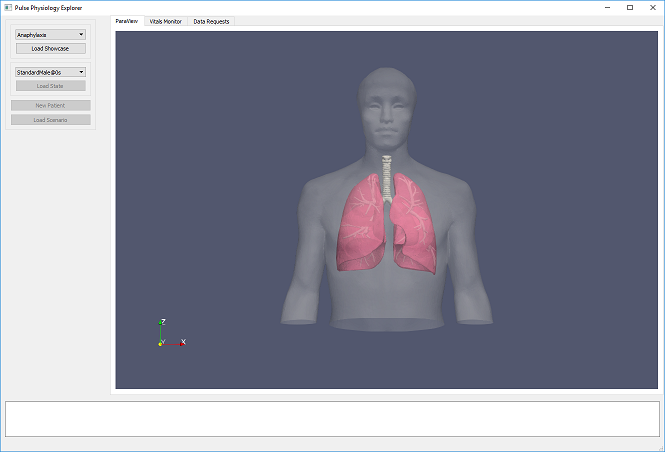 Pulse Physiology Explorer
ParaView Vitals Monitor Data Requests
Anaphylaxis
Load Showcase
StandardMale@0s
Load State
New Patient
Load Scenario
Z
Y X